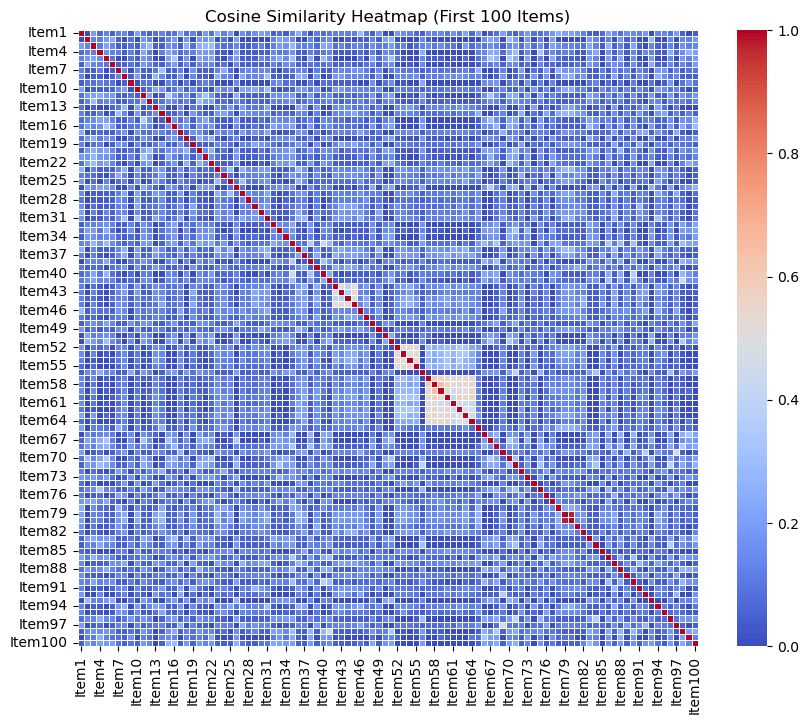 Cosine Similarity Heatmap (First 100 Items)
Item1
Item4
Item7
Item10
Item13
Item16
Item19
Item22
Item25
Item28
Item31
Item34
Item37
Item40
Item43
Item46
Item49
Item52
Item55
Item58
Item61
Item64
Item67
Item70
Item73
Item76
Item79
Item82
Item85
Item88
Item91
Item94
Item97
Item100
Item1
Item4
Item7
Item10
Item13
Item16
Item19
Item22
Item25
Item28
Item31
Item34
Item37
Item40
Item43
Item46
Item49
Item52
Item55
Item58
Item61
Item64
Item67
Item70
Item73
Item76
Item79
Item82
Item85
Item88
Item91
Item94
Item97
Item100
1.0
0.8
0.6
0.4
0.2
0.0